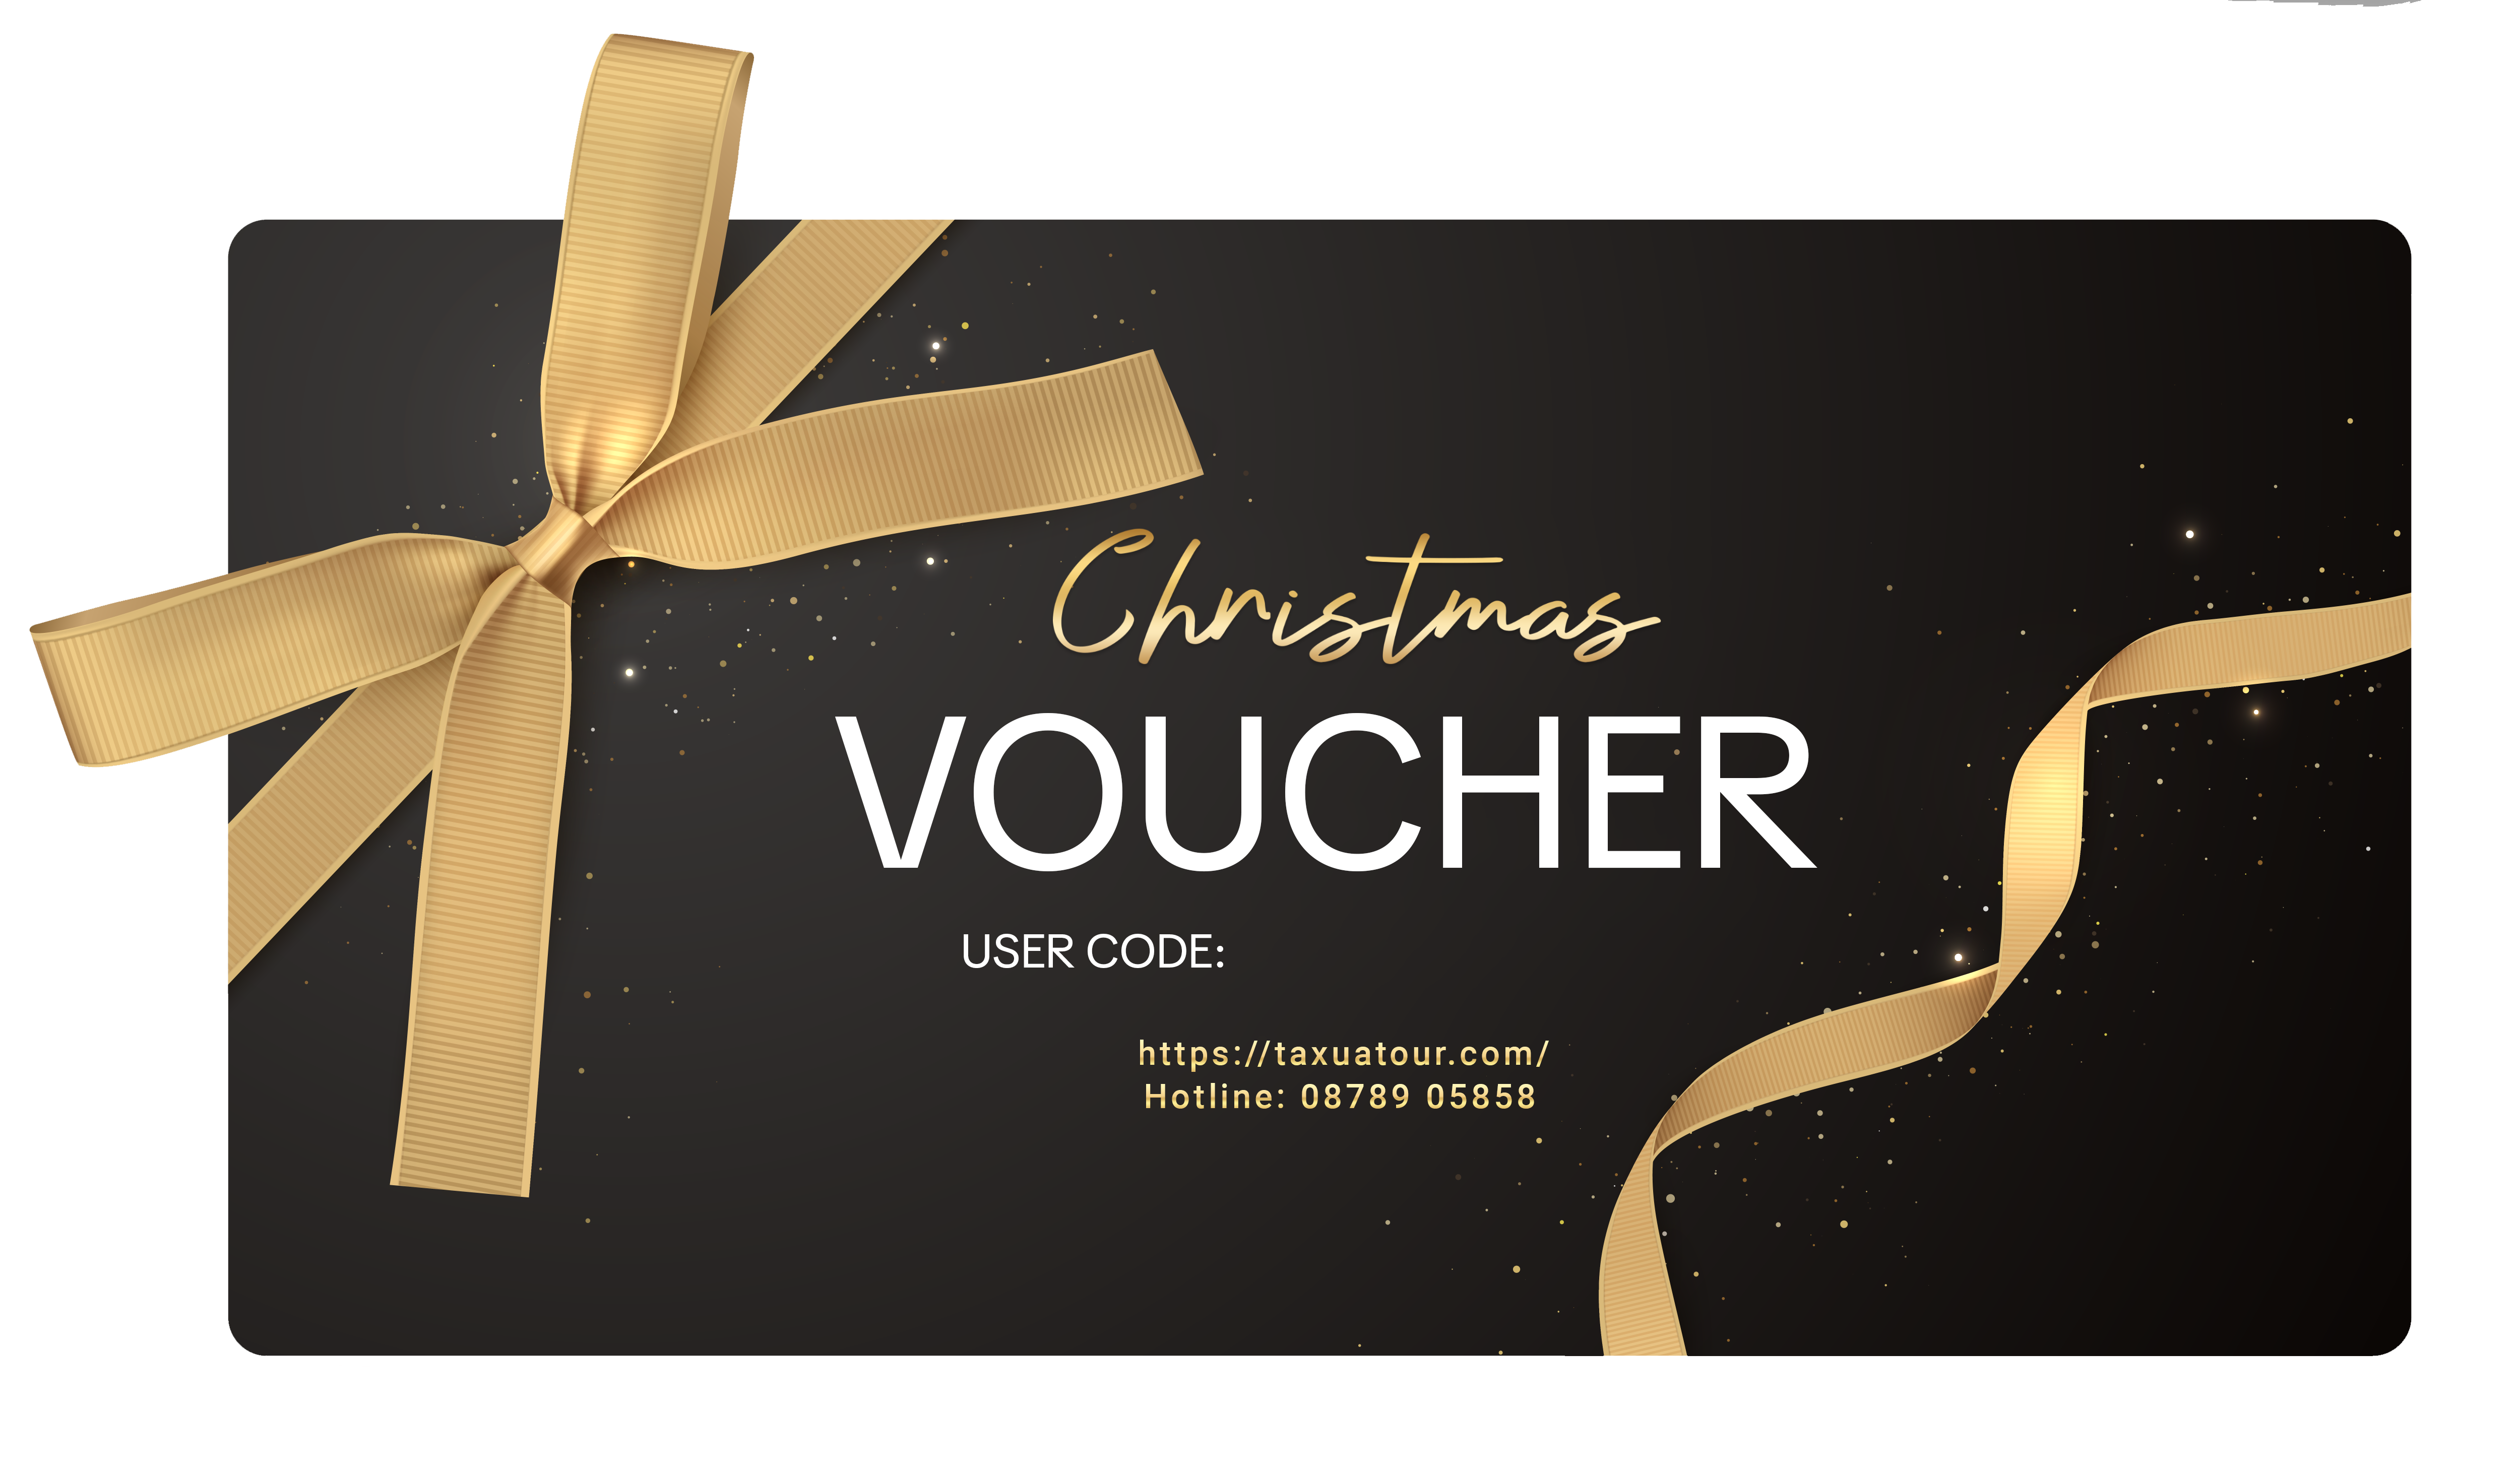 Christmas
VOUCHER
USER CODE:
https://taxuatour.com/
Hotline: 08789 05858